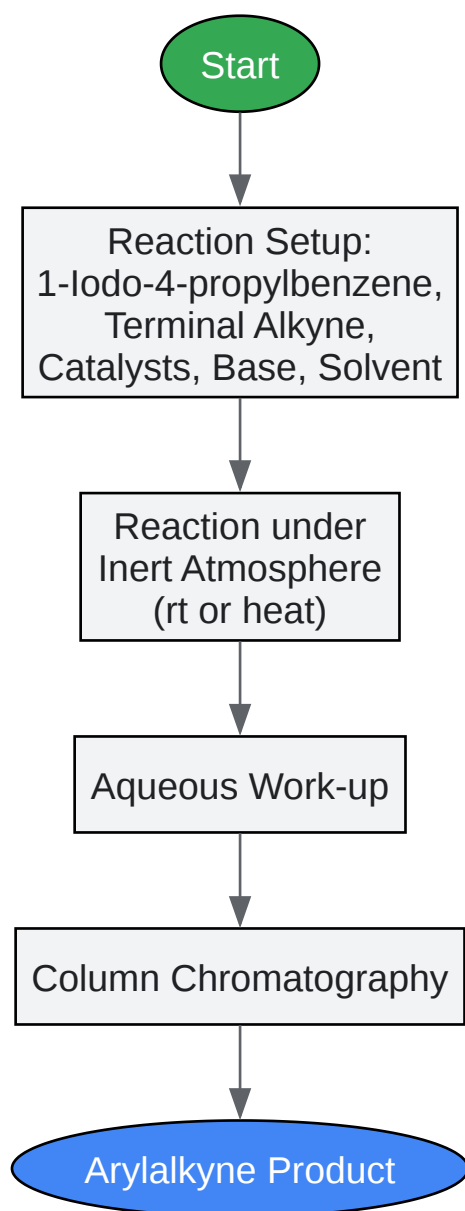 Start
Reaction Setup:
1-Iodo-4-propylbenzene,
Terminal Alkyne,
Catalysts, Base, Solvent
Reaction under
Inert Atmosphere
(rt or heat)
Aqueous Work-up
Column Chromatography
Arylalkyne Product